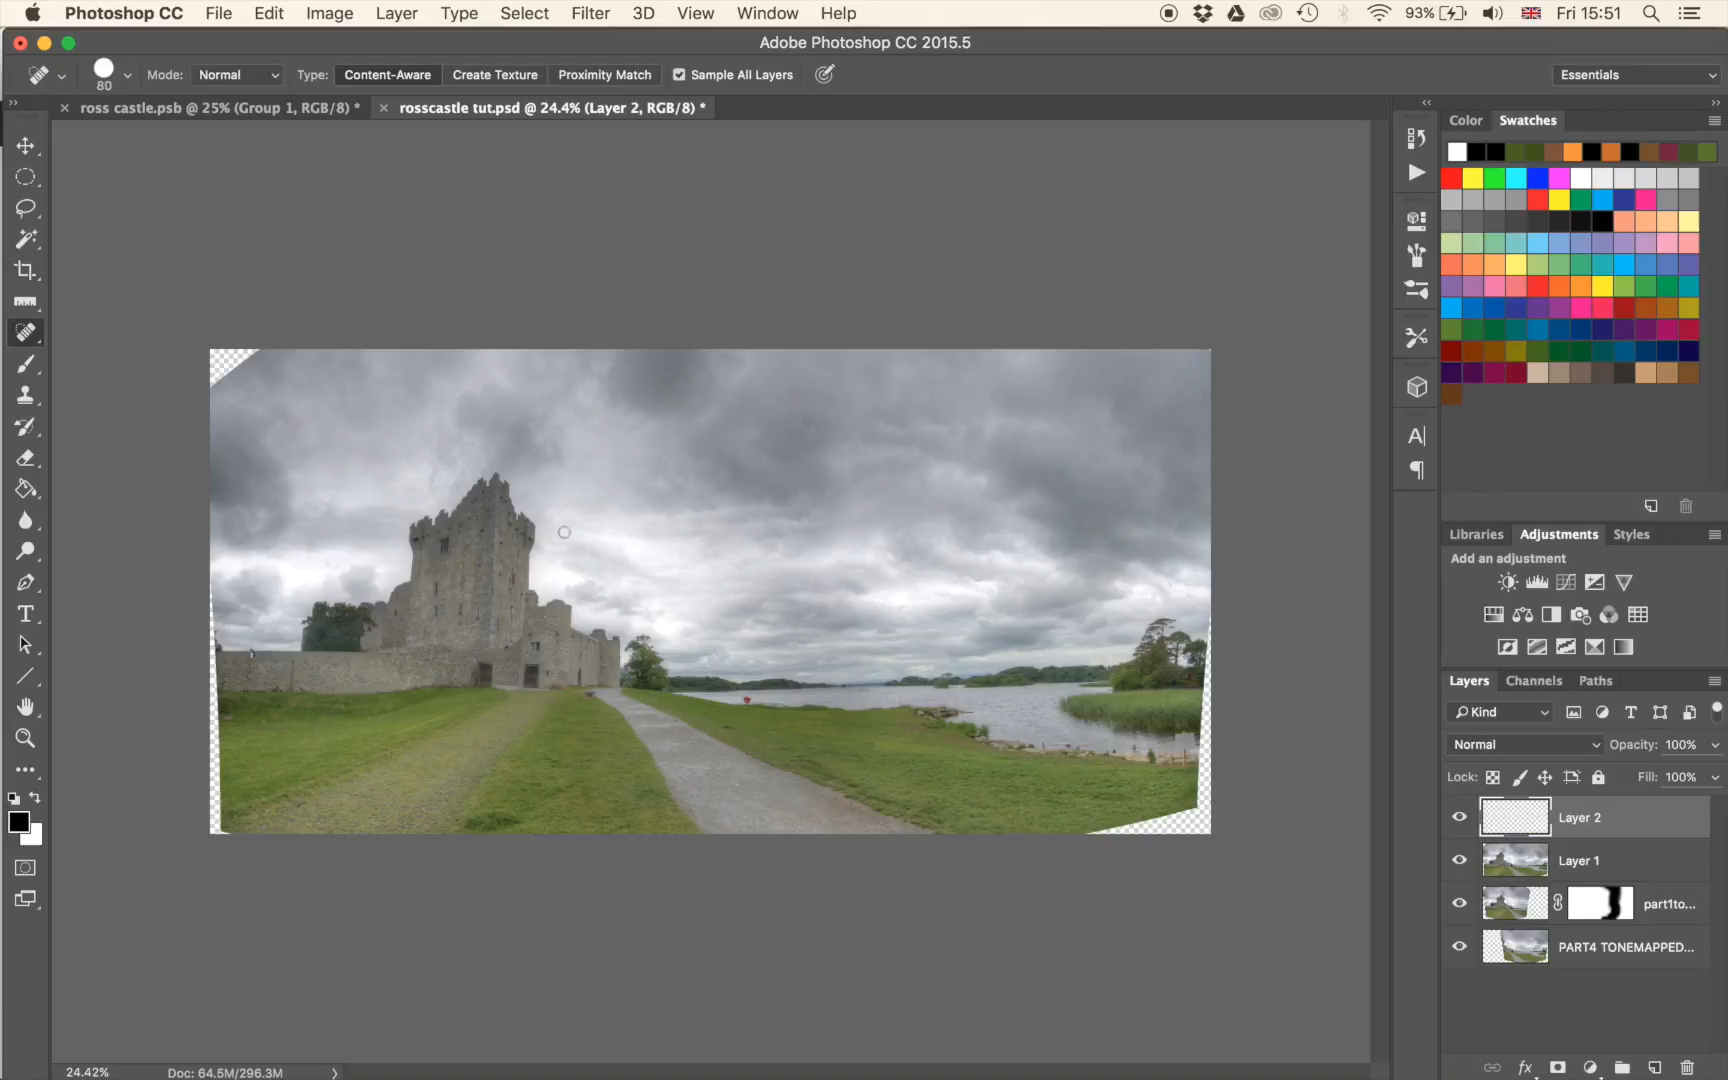 Photoshop CC File Edit Image Layer Type Select Filter 3D View Window Help 93% Fri 15:51
Adobe Photoshop CC 2015.5
80 Mode: Normal Type: Content-Aware Create Texture Proximity Match Sample All Layers Essentials
ross castle.psb @ 25% (Group 1, RGB/8) * rosscastle tut.psd @ 24.4% (Layer 2, RGB/8) *
Color Swatches
Libraries Adjustments Styles
Add an adjustment
Layers Channels Paths
Kind
Normal Opacity: 100%
Lock: Fill: 100%
Layer 2
Layer 1
part1to...
PART4 TONEMAPPED...
24.42% Doc: 64.5M/296.3M